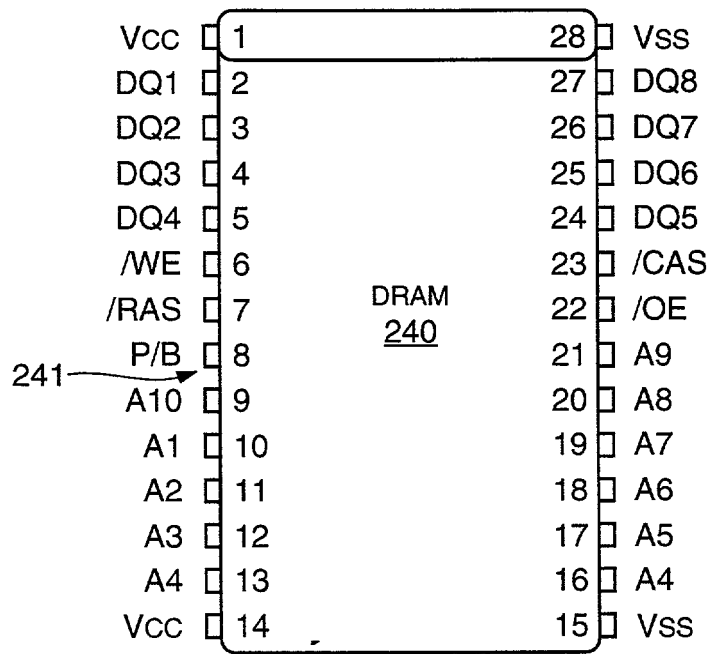 Vcc 1 28 Vss
DQ1 2 27 DQ8
DQ2 3 26 DQ7
DQ3 4 25 DQ6
DQ4 5 24 DQ5
/WE 6 23 /CAS
/RAS 7 DRAM 22 /OE
240
P/B 8 21 A9
241
A10 9 20 A8
A1 10 19 A7
A2 11 18 A6
A3 12 17 A5
A4 13 16 A4
Vcc 14 15 Vss